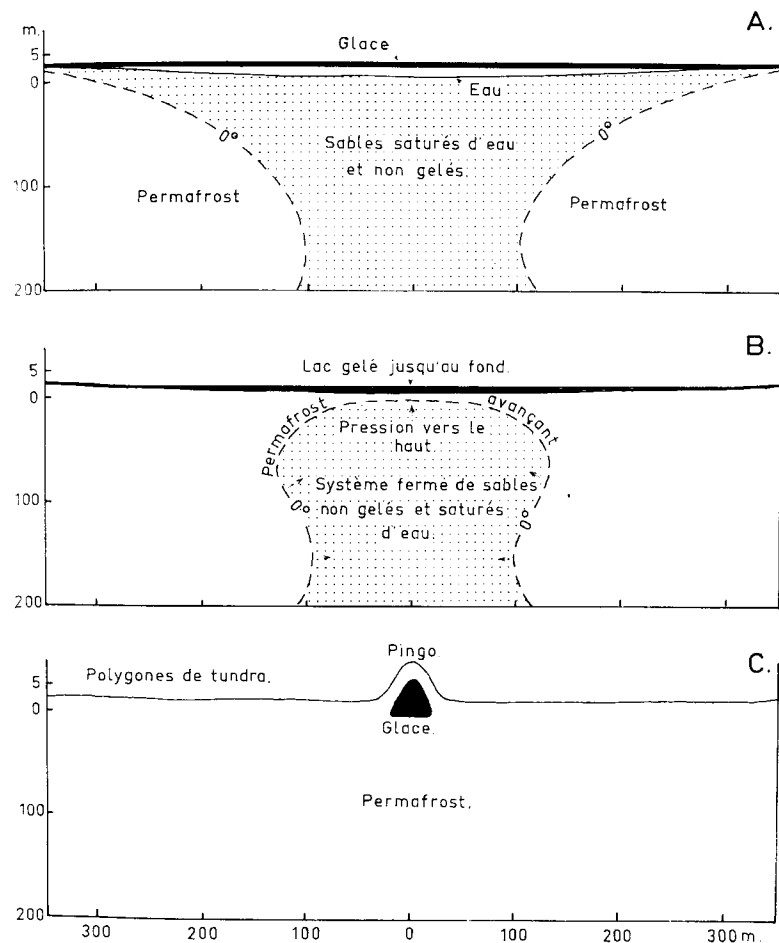 A.
m.
5
0
100
200
Glace
Eau
0°
0°
Sables saturés d'eau
et non gelés.
Permafrost
Permafrost
B.
5
0
100
200
Lac gelé jusqu'au fond.
Permafrost
avançant
Pression vers le
haut.
Système fermé de sables
non gelés et saturés
d'eau.
0°
0°
C.
5
0
100
200
Pingo.
Polygones de tundra.
Glace.
Permafrost.
300
200
100
0
100
200
300 m.